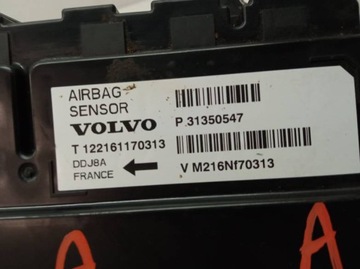 AIRBAG
SENSOR
VOLVO P 31350547
T 122161170313
DDJ8A
FRANCE V M216Nf70313
A A